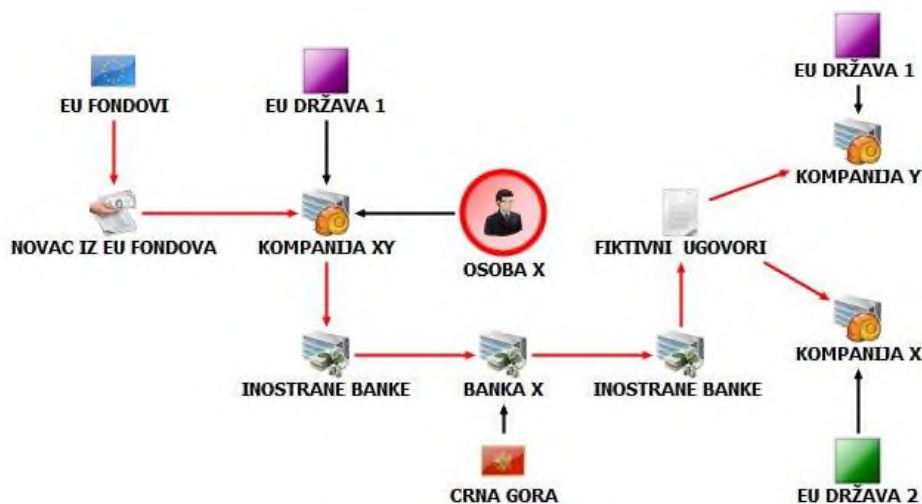 EU DRŽAVA 1
EU FONDOVI
EU DRŽAVA 1
KOMPANIJA Y
NOVAC IZ EU FONDOVA
KOMPANIJA XY
OSOBA X
FIKTIVNI UGOVORI
INOSTRANE BANKE
BANKA X
INOSTRANE BANKE
KOMPANIJA X
CRNA GORA
EU DRŽAVA 2